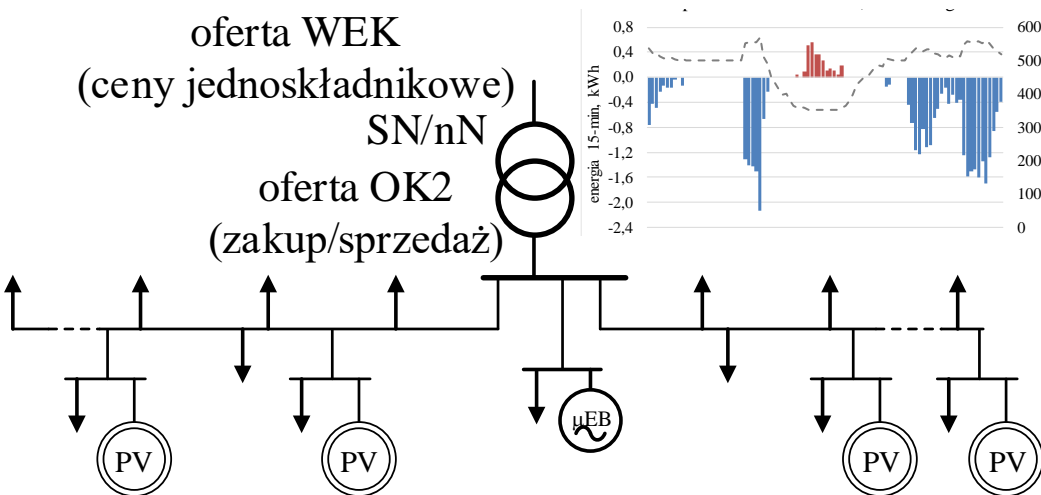 oferta WEK
(ceny jednoskładnikowe)
SN/nN
oferta OK2
(zakup/sprzedaż)
energia 15-min, kWh
0,8
0,4
0,0
-0,4
-0,8
-1,2
-1,6
-2,0
-2,4
600
500
400
300
200
100
0
µEB
PV
PV
PV
PV